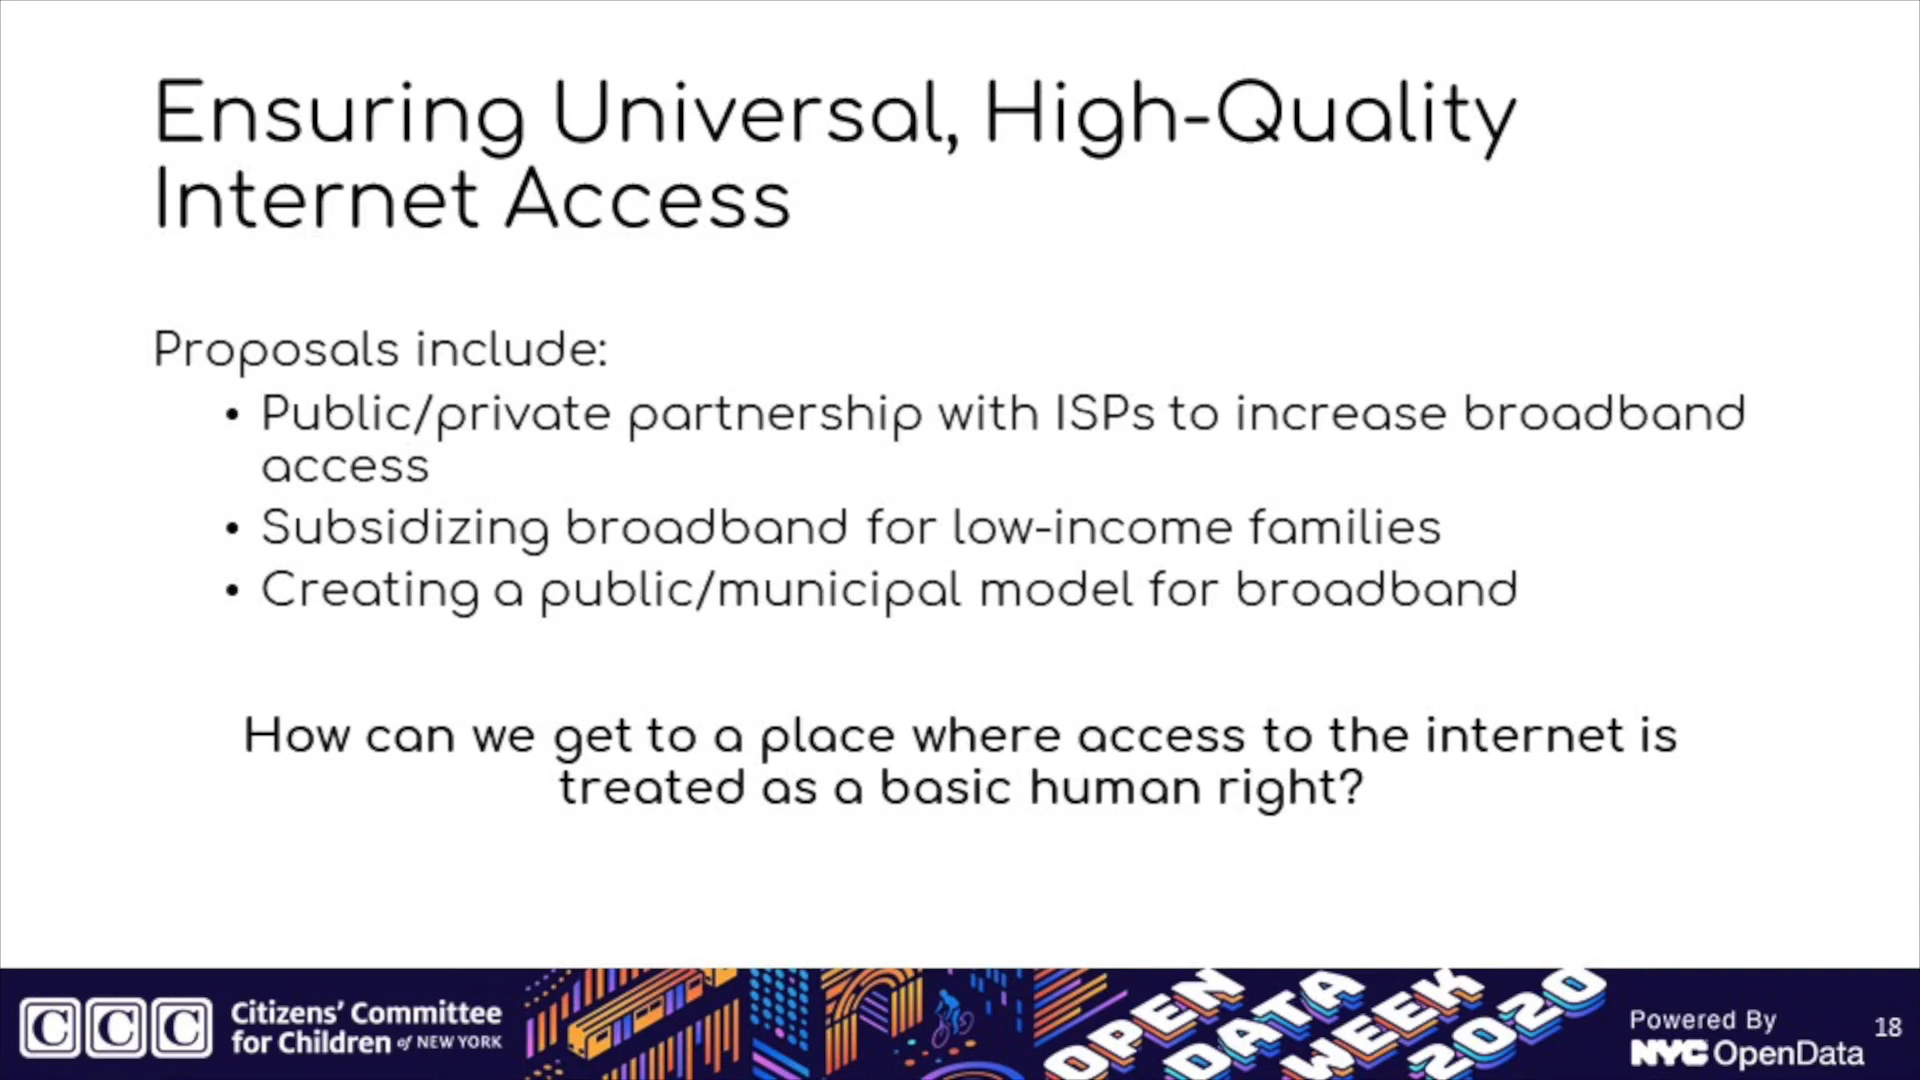 Ensuring Universal, High-Quality
Internet Access
Proposals include:
• Public/private partnership with ISPs to increase broadband
access
• Subsidizing broadband for low-income families
• Creating a public/municipal model for broadband
How can we get to a place where access to the internet is
treated as a basic human right?
CCC
Citizens' Committee
for Children of NEW YORK
OPEN
DATA
WEEK
2020
Powered By
NYC OpenData
18